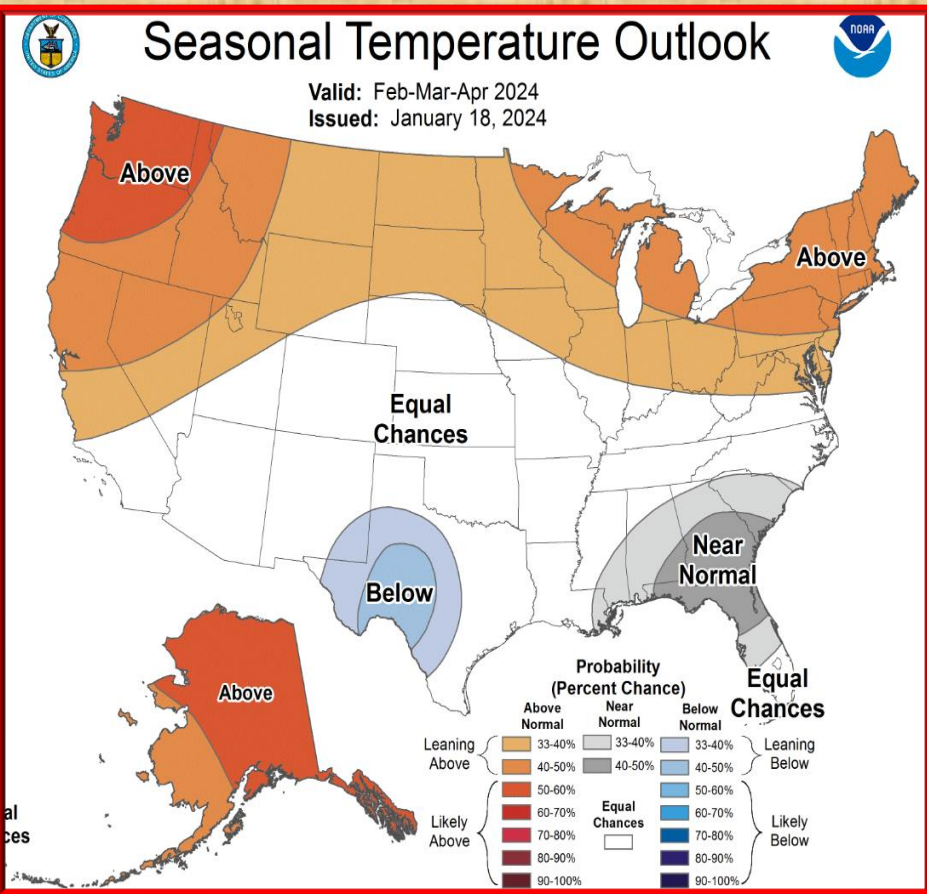 Seasonal Temperature Outlook
NOAA
Valid: Feb-Mar-Apr 2024
Issued: January 18, 2024
Above
Above
Equal
Chances
Near
Normal
Below
Above
Equal
Chances
al
ces
Probability
(Percent Chance)
Above
Normal
Near
Normal
Below
Normal
Leaning
Above
33-40%
40-50%
33-40%
40-50%
33-40%
40-50%
Leaning
Below
Likely
Above
50-60%
60-70%
70-80%
80-90%
90-100%
Equal
Chances
50-60%
60-70%
70-80%
80-90%
90-100%
Likely
Below